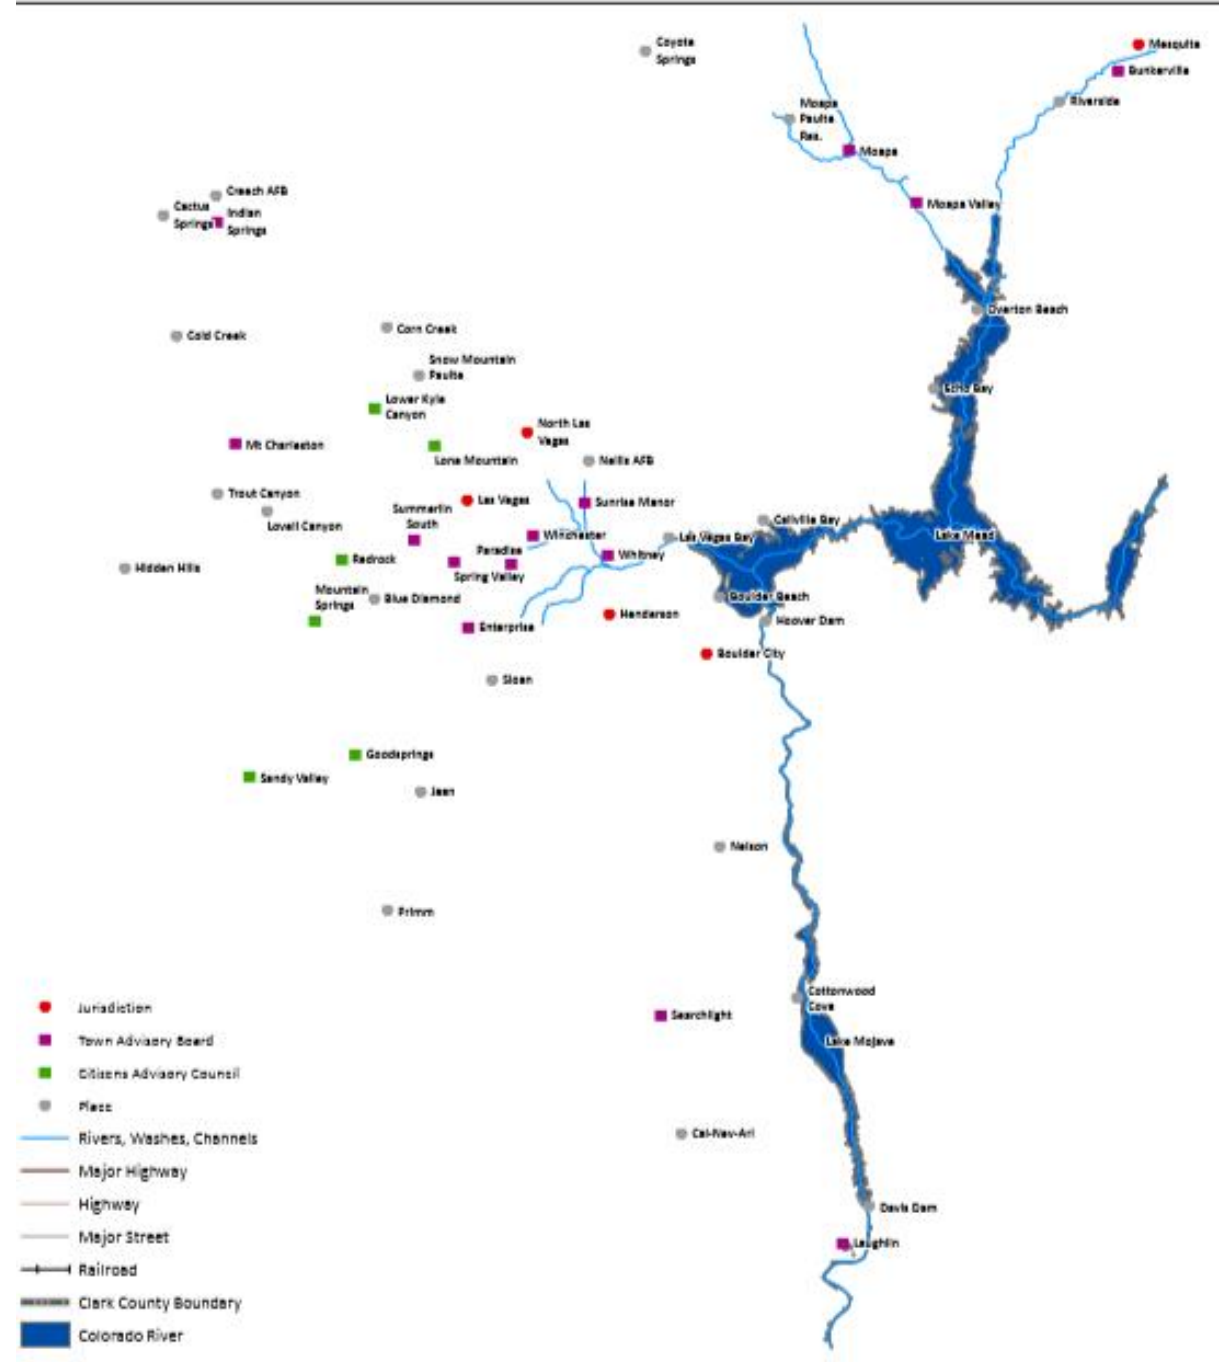 Coyote
Springs
Mesquite
Bunkerville
Riverside
Moapa
Paiute
Res.
Moapa
Moapa Valley
Creech AFB
Cactus
Springs
Indian
Springs
Overton Beach
Cold Creek
Corn Creek
Snow Mountain
Paiute
Echo Bay
Lower Kyle
Canyon
North Las
Vegas
Mt Charleston
Lone Mountain
Nellis AFB
Trout Canyon
Lovell Canyon
Las Vegas
Sunrise Manor
Summerlin
South
Callville Bay
Winchester
Las Vegas Bay
Lake Mead
Paradise
Whitney
Redrock
Spring Valley
Hidden Hills
Mountain
Springs
Blue Diamond
Boulder Beach
Henderson
Hoover Dam
Enterprise
Boulder City
Sloan
Goodsprings
Sandy Valley
Jean
Nelson
Primm
Cottonwood
Cove
Searchlight
Lake Mojave
Cal-Nev-Ari
Davis Dam
Laughlin
Jurisdiction
Town Advisory Board
Citizens Advisory Council
Place
Rivers, Washes, Channels
Major Highway
Highway
Major Street
Railroad
Clark County Boundary
Colorado River